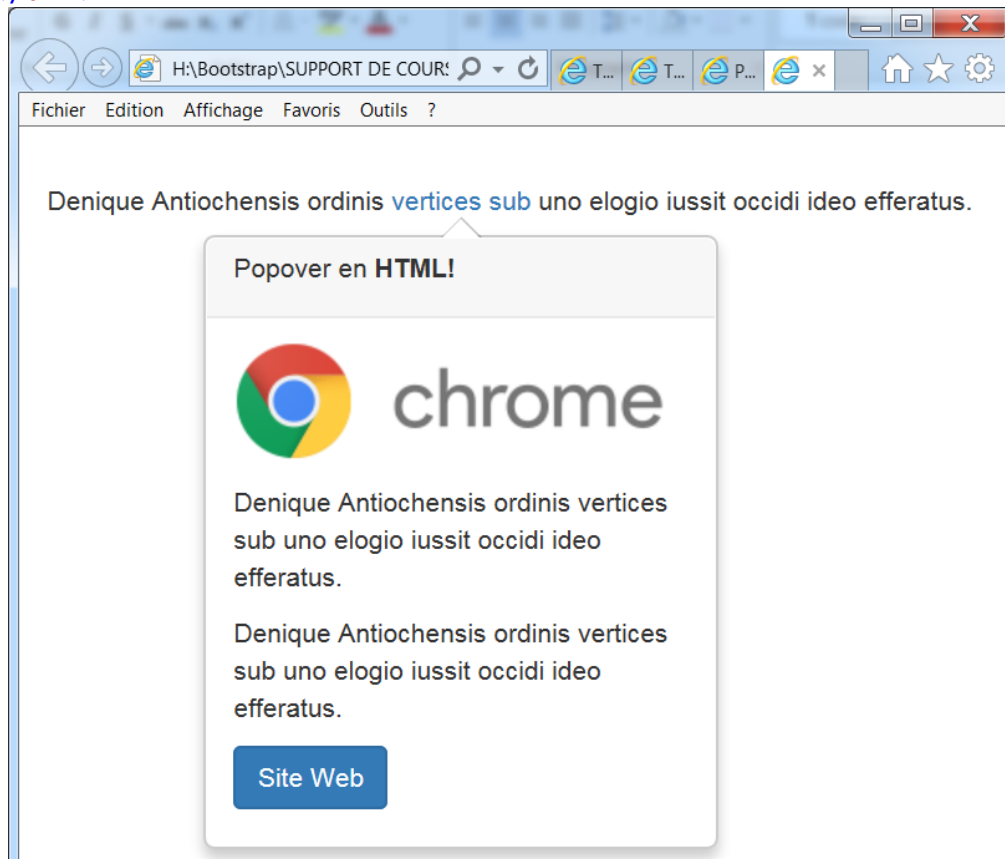 H:\Bootstrap\SUPPORT DE COUR
T... T... P...
Fichier Edition Affichage Favoris Outils ?
Denique Antiochensis ordinis vertices sub uno elogio iussit occidi ideo efferatus.
Popover en HTML!
chrome
Denique Antiochensis ordinis vertices
sub uno elogio iussit occidi ideo
efferatus.
Denique Antiochensis ordinis vertices
sub uno elogio iussit occidi ideo
efferatus.
Site Web